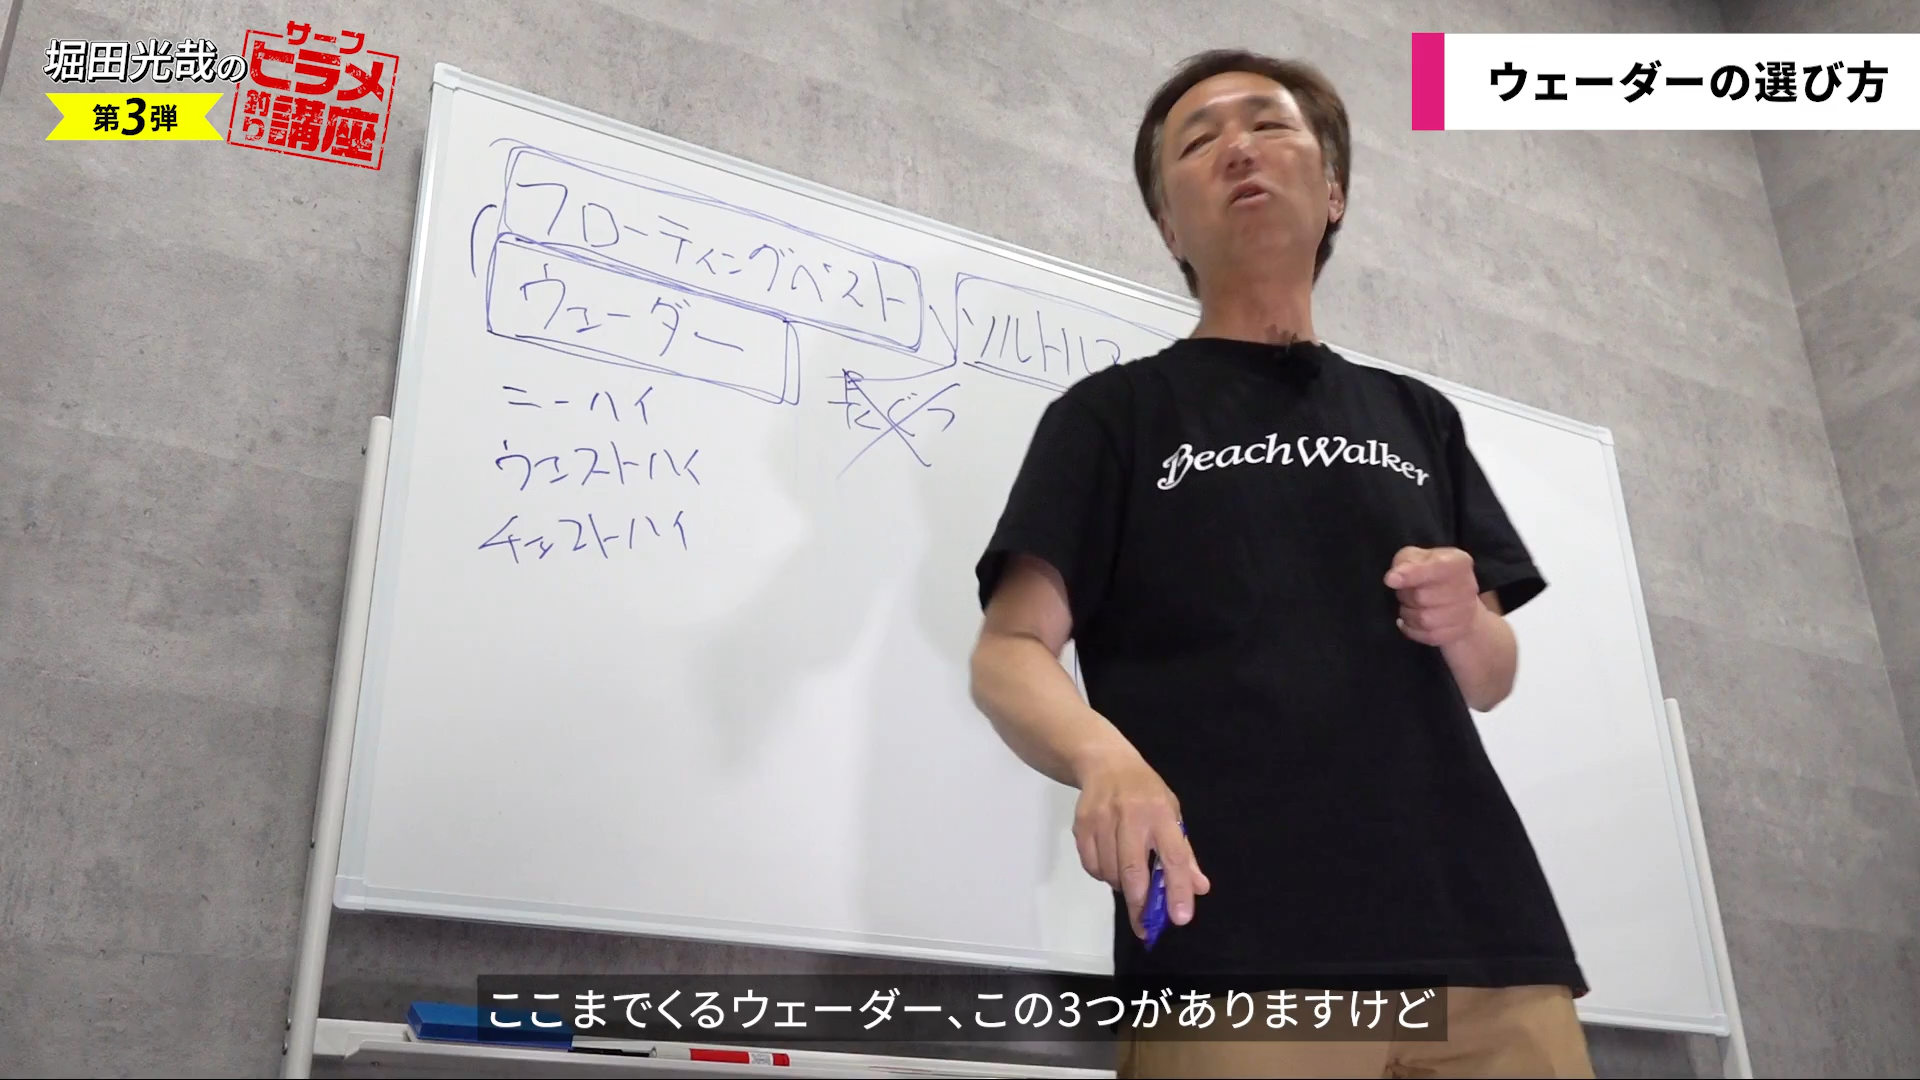 堀田光哉の
サーフ
ヒラメ
釣り講座
第3弾
ウェーダーの選び方
フローティングベスト
ウェーダー
ソルトルア
長ぐつ
ニーハイ
ウエストハイ
チェストハイ
BeachWalker
ここまでくるウェーダー、この3つがありますけど